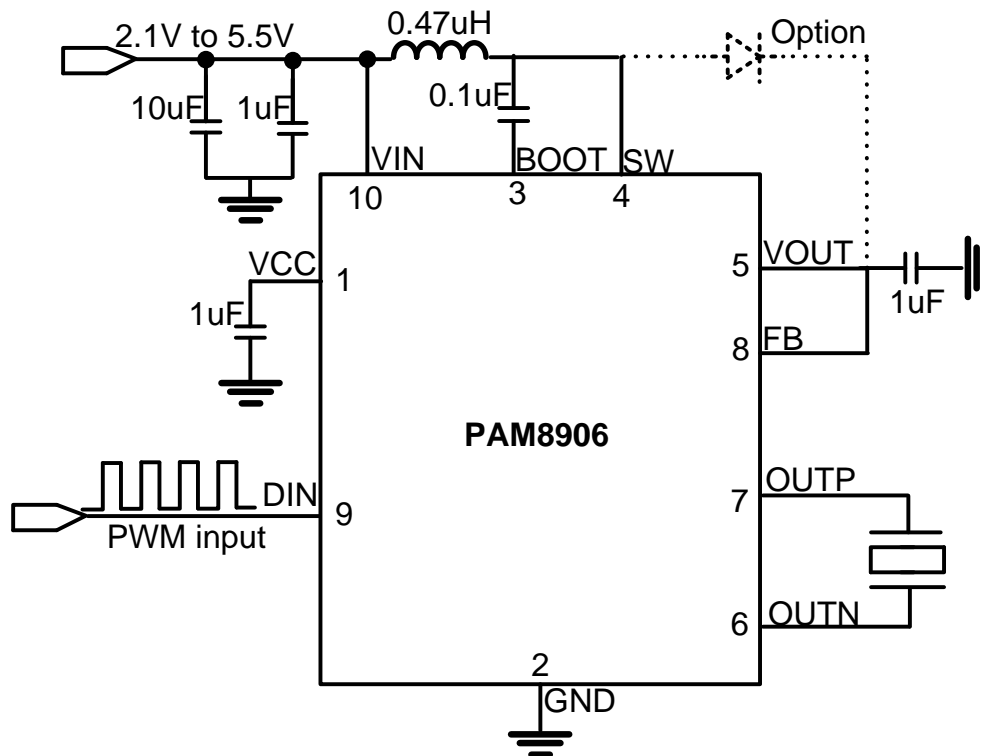 2.1V to 5.5V
0.47uH
Option
10uF
1uF
0.1uF
VIN
BOOT
SW
10
3
4
VCC
1
5
VOUT
1uF
1uF
8
FB
PAM8906
DIN
9
PWM input
7
OUTP
6
OUTN
2
GND